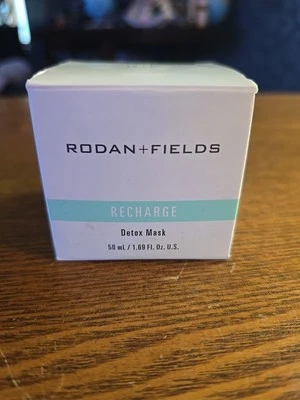 RODAN+FIELDS
RECHARGE
Detox Mask
50 mL / 1.69 Fl. Oz. U.S.